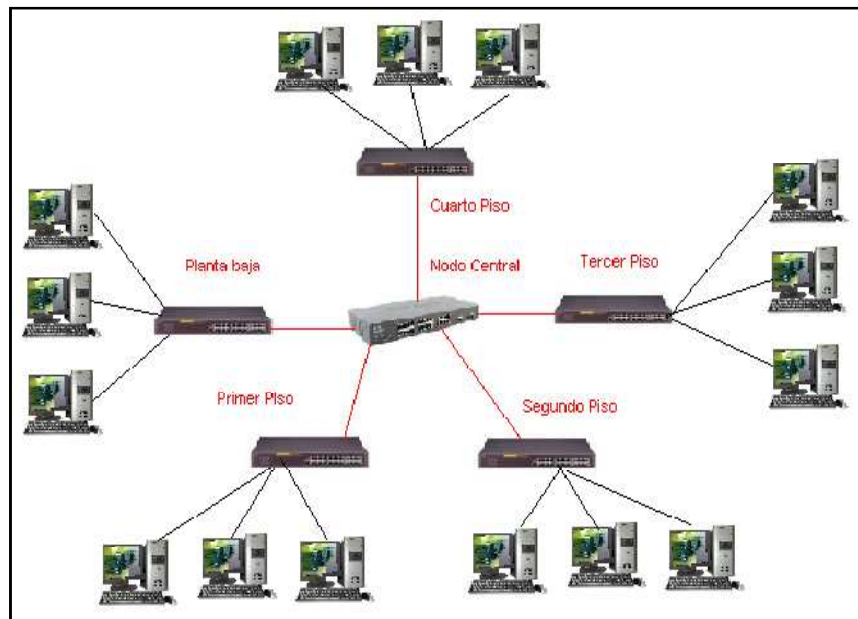 Cuarto Piso
Planta baja
Nodo Central
Tercer Piso
Primer Piso
Segundo Piso